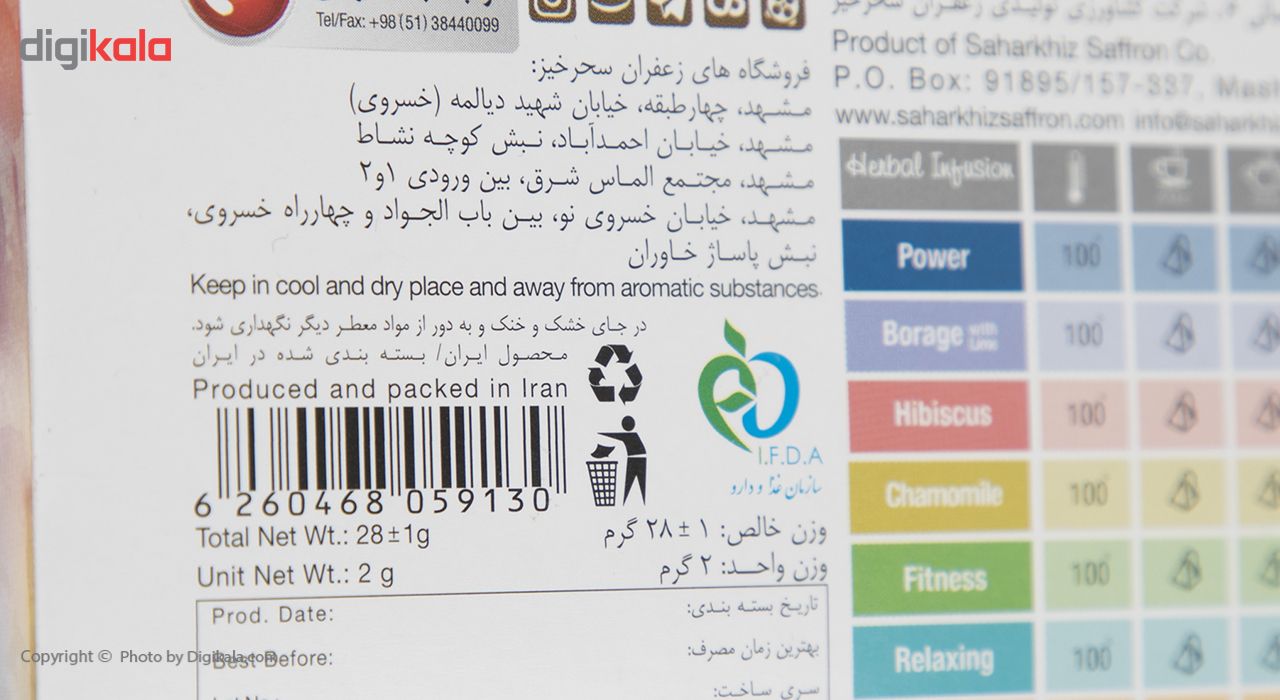 digikala
Tel/Fax: +98(51) 38440099
فروشگاه های زعفران سحرخیز:
مشهد، چهارطبقه، خیابان شهید دیالمه (خسروی)
مشهد، خیابان احمدآباد، نبش کوچه نشاط
مشهد، مجتمع الماس شرق، بین ورودی ۱و۲
مشهد، خیابان خسروی نو، بین باب الجواد و چهارراه خسروی،
نبش پاساژ خاوران
Keep in cool and dry place and away from aromatic substances.
در جای خشک و خنک و به دور از مواد معطر دیگر نگهداری شود.
محصول ایران/ بسته بندی شده در ایران
Produced and packed in Iran
6 260468 059130
I.F.D.A
سازمان غذا و دارو
Total Net Wt.: 28±1g
وزن خالص: ۱ ± ۲۸ گرم
Unit Net Wt.: 2 g
وزن واحد: ۲ گرم
Prod. Date:
تاریخ بسته بندی:
Best Before:
بهترین زمان مصرف:
سری ساخت:
شرکت کشاورزی تولیدی زعفران سحرخیز
Product of Saharkhiz Saffron Co.
P.O. Box: 91895/157-337,
www.saharkhizsaffron.com
Herbal Infusion
Power 100°
Borage with Lime 100°
Hibiscus 100°
Chamomile 100°
Fitness 100°
Relaxing 100°
Copyright © Photo by Digikala.com